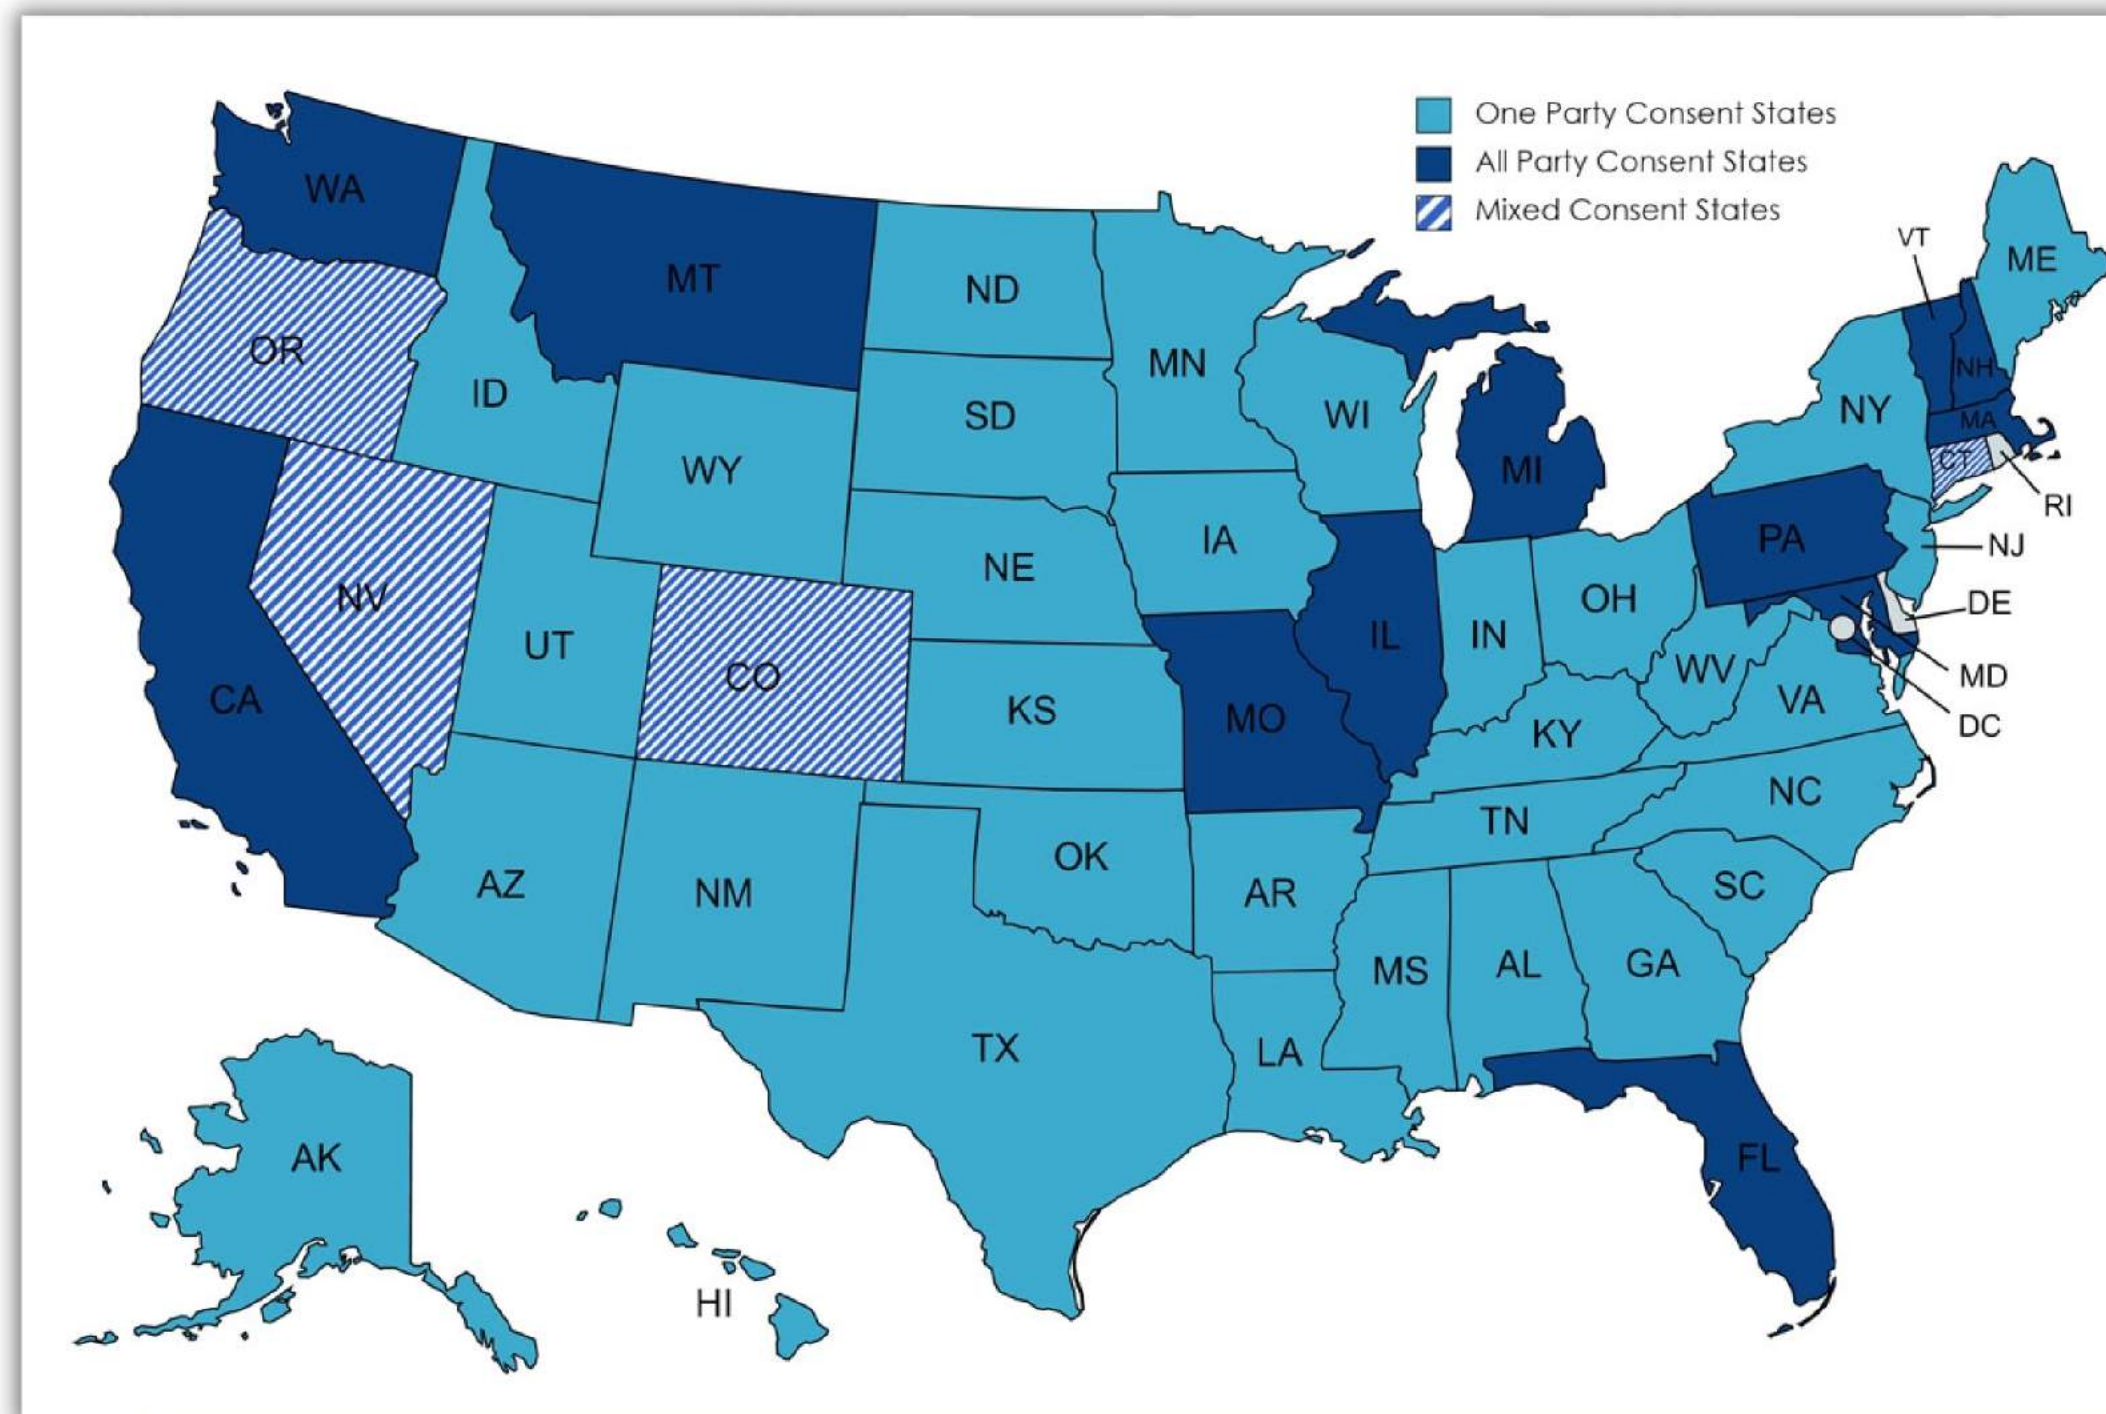 One Party Consent States
All Party Consent States
Mixed Consent States
WA
MT
ND
MN
VT
ME
OR
ID
SD
WI
NH
NY
MA
WY
MI
CT
RI
IA
NE
PA
NJ
NV
OH
DE
UT
IL
IN
CO
WV
MD
CA
KS
MO
VA
DC
KY
NC
TN
OK
AZ
NM
AR
SC
MS
AL
GA
TX
LA
AK
FL
HI